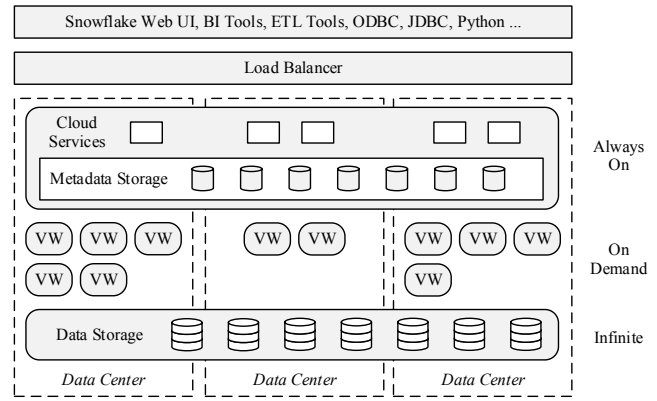 Snowflake Web UI, BI Tools, ETL Tools, ODBC, JDBC, Python ...
Load Balancer
Cloud
Services
Always
On
Metadata Storage
VW VW VW VW VW VW VW VW
On
Demand
VW VW VW
Data Storage
Infinite
Data Center Data Center Data Center